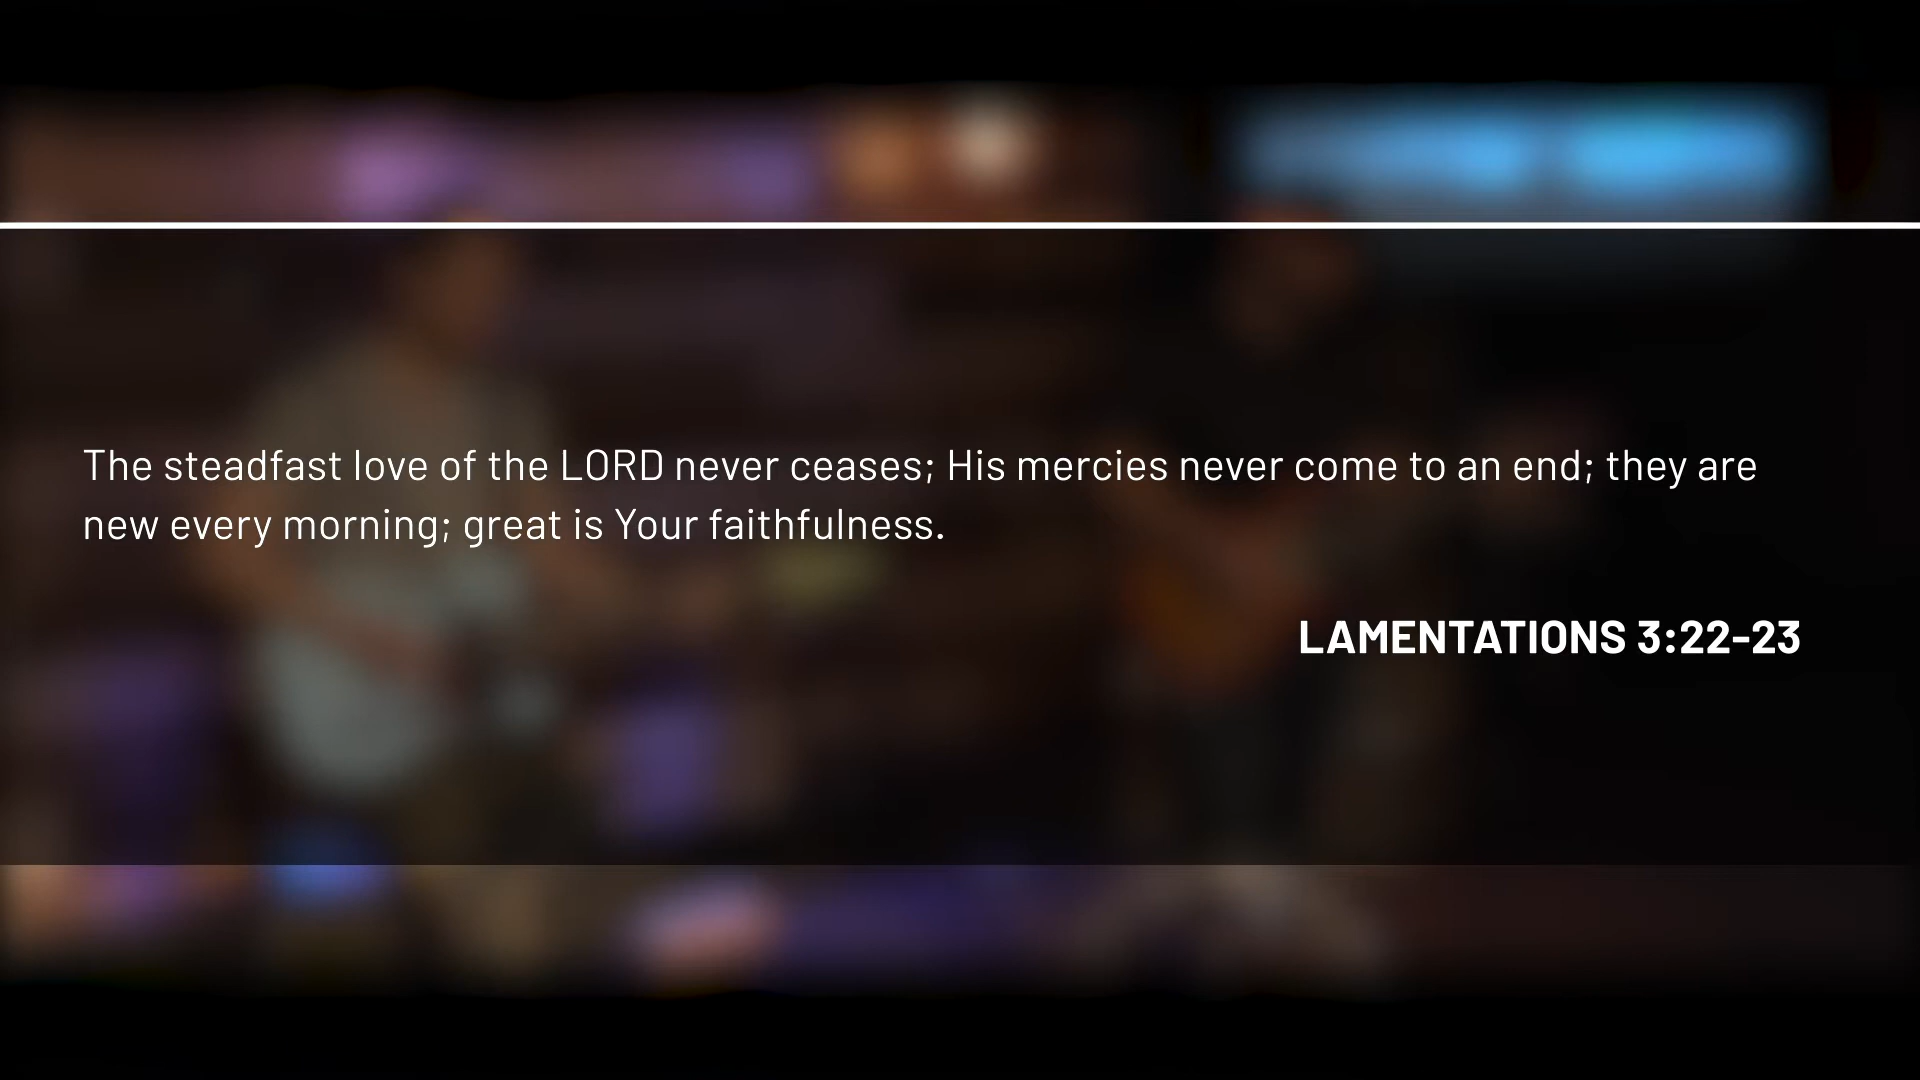 The steadfast love of the LORD never ceases; His mercies never come to an end; they are
new every morning; great is Your faithfulness.
LAMENTATIONS 3:22-23